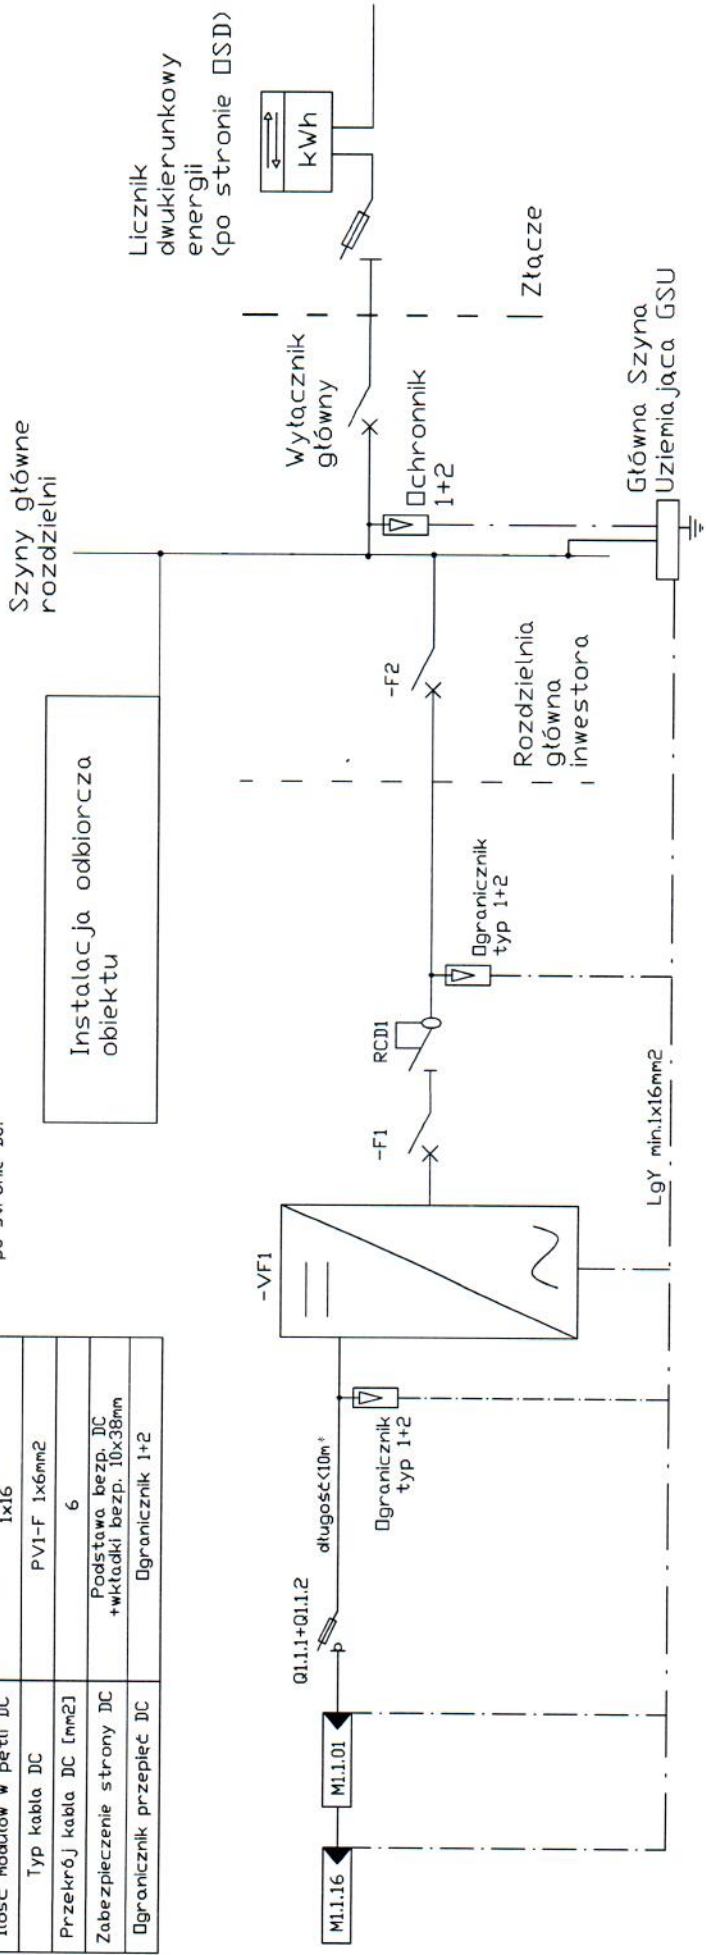 Ilość modułów w pętli DC
1x16
Typ kabla DC
PV1-F 1x6mm2
Przekrój kabla DC [mm2]
6
Zabezpieczenie strony DC
Podstawa bezp. DC
+wkładki bezp. 10x38mm
Ogranicznik przepięć DC
Ogranicznik 1+2
po stronie DC.
Instalacja odbiorcza
obiektu
Szyny główne
rozdzielni
Licznik
dwukierunkowy
energii
(po stronie OSD)
kWh
M1.1.16
M1.1.01
Q1.1.1+Q1.1.2
długość<10m*
Ogranicznik
typ 1+2
-VF1
-F1
RCD1
Ogranicznik
typ 1+2
-F2
Rozdzielnia
główna
inwestora
Wyłącznik
główny
Ochronnik
1+2
Złącze
Główna Szyna
Uziemiająca GSU
LgY min.1x16mm2